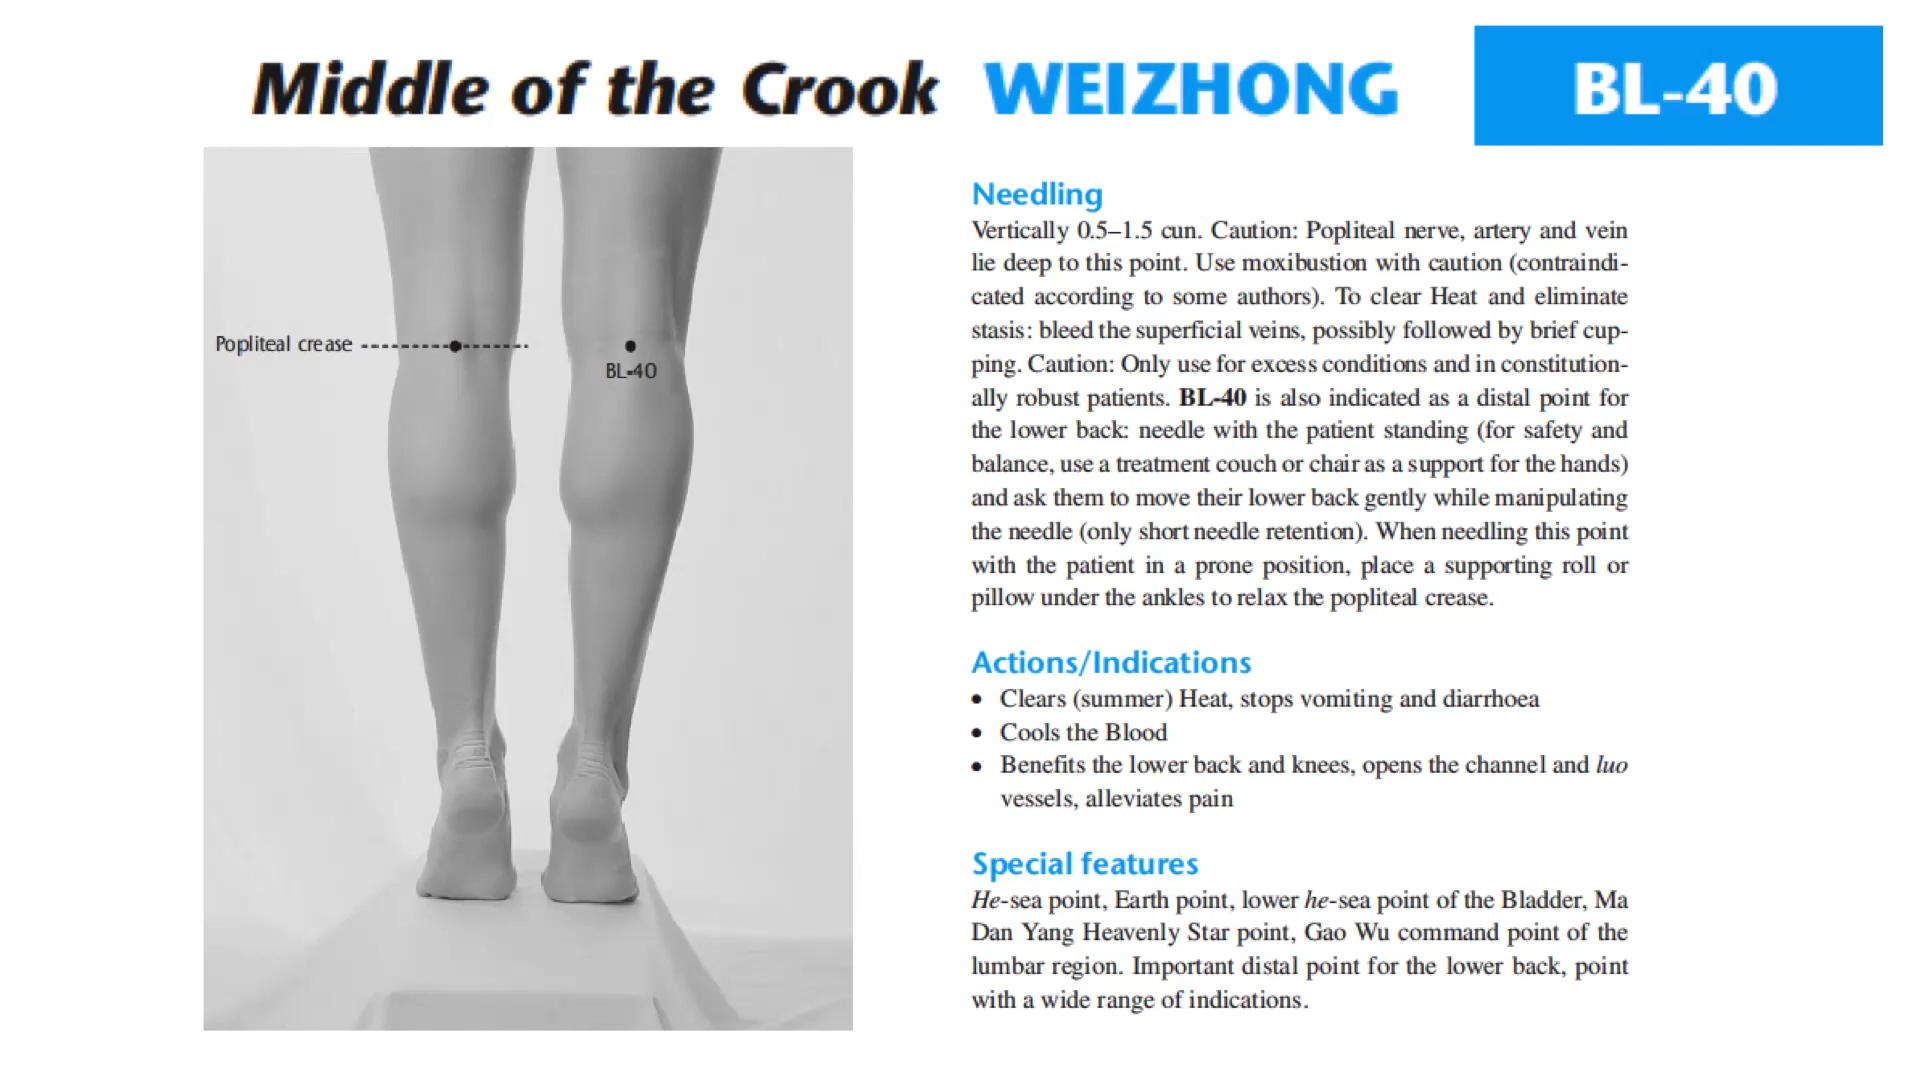 Middle of the Crook WEIZHONG BL-40
Popliteal crease
BL-40
Needling
Vertically 0.5–1.5 cun. Caution: Popliteal nerve, artery and vein
lie deep to this point. Use moxibustion with caution (contraindi-
cated according to some authors). To clear Heat and eliminate
stasis: bleed the superficial veins, possibly followed by brief cup-
ping. Caution: Only use for excess conditions and in constitution-
ally robust patients. BL-40 is also indicated as a distal point for
the lower back: needle with the patient standing (for safety and
balance, use a treatment couch or chair as a support for the hands)
and ask them to move their lower back gently while manipulating
the needle (only short needle retention). When needling this point
with the patient in a prone position, place a supporting roll or
pillow under the ankles to relax the popliteal crease.
Actions/Indications
• Clears (summer) Heat, stops vomiting and diarrhoea
• Cools the Blood
• Benefits the lower back and knees, opens the channel and luo
vessels, alleviates pain
Special features
He-sea point, Earth point, lower he-sea point of the Bladder, Ma
Dan Yang Heavenly Star point, Gao Wu command point of the
lumbar region. Important distal point for the lower back, point
with a wide range of indications.